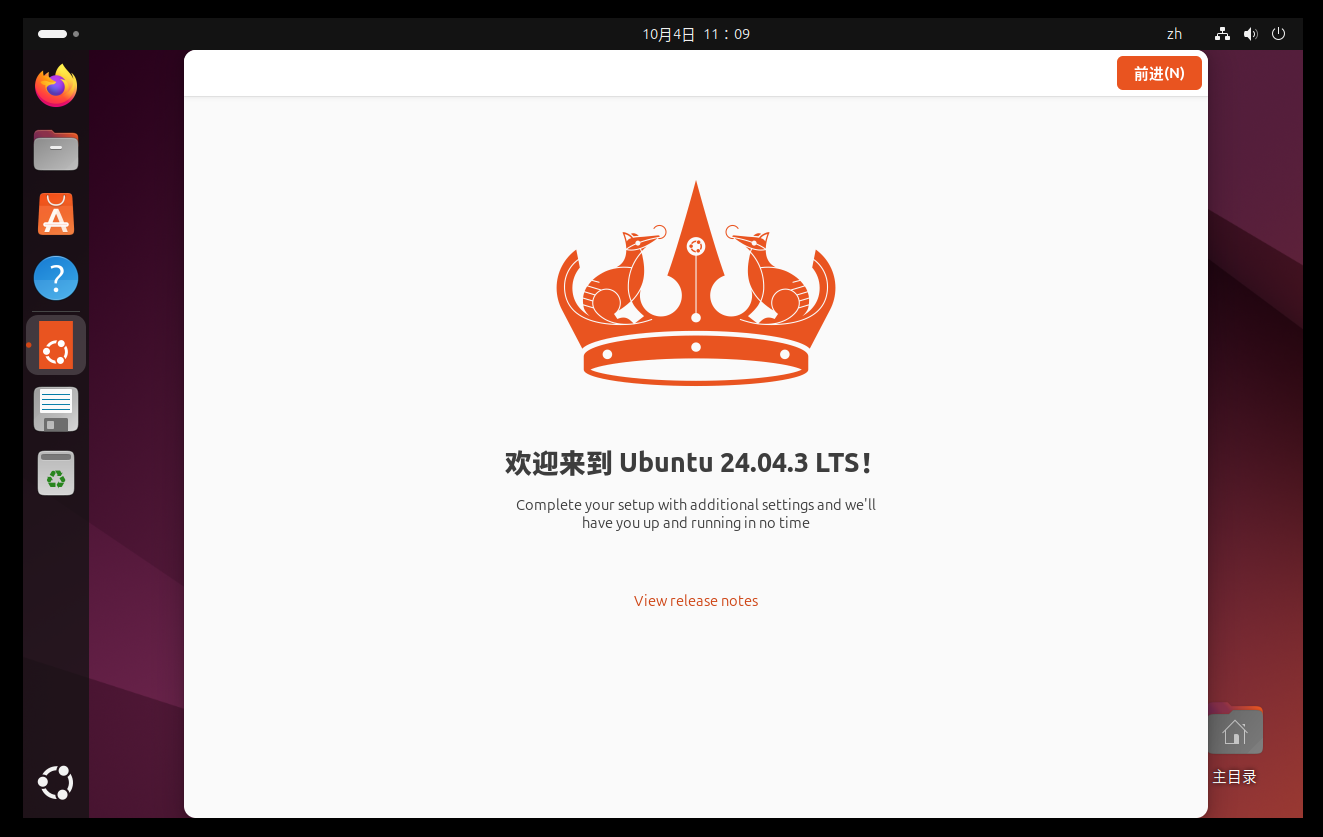 10月4日 11：09
zh
前进(N)
欢迎来到 Ubuntu 24.04.3 LTS！
Complete your setup with additional settings and we'll
have you up and running in no time
View release notes
主目录